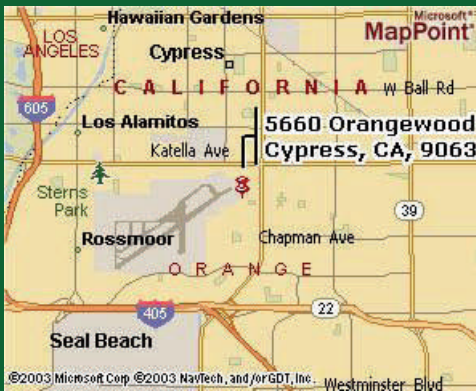 Microsoft®
Hawaiian Gardens
MapPoint®
LOS
ANGELES
Cypress
CALIFORNIA
W Ball Rd
605
Los Alamitos
5660 Orangewood
Katella Ave
Cypress, CA, 9063
Sterns
Park
39
Rossmoor
Chapman Ave
ORANGE
405
22
Seal Beach
©2003 Microsoft Corp ©2003 NavTech, and/or GDT, Inc.
Westminster Blvd